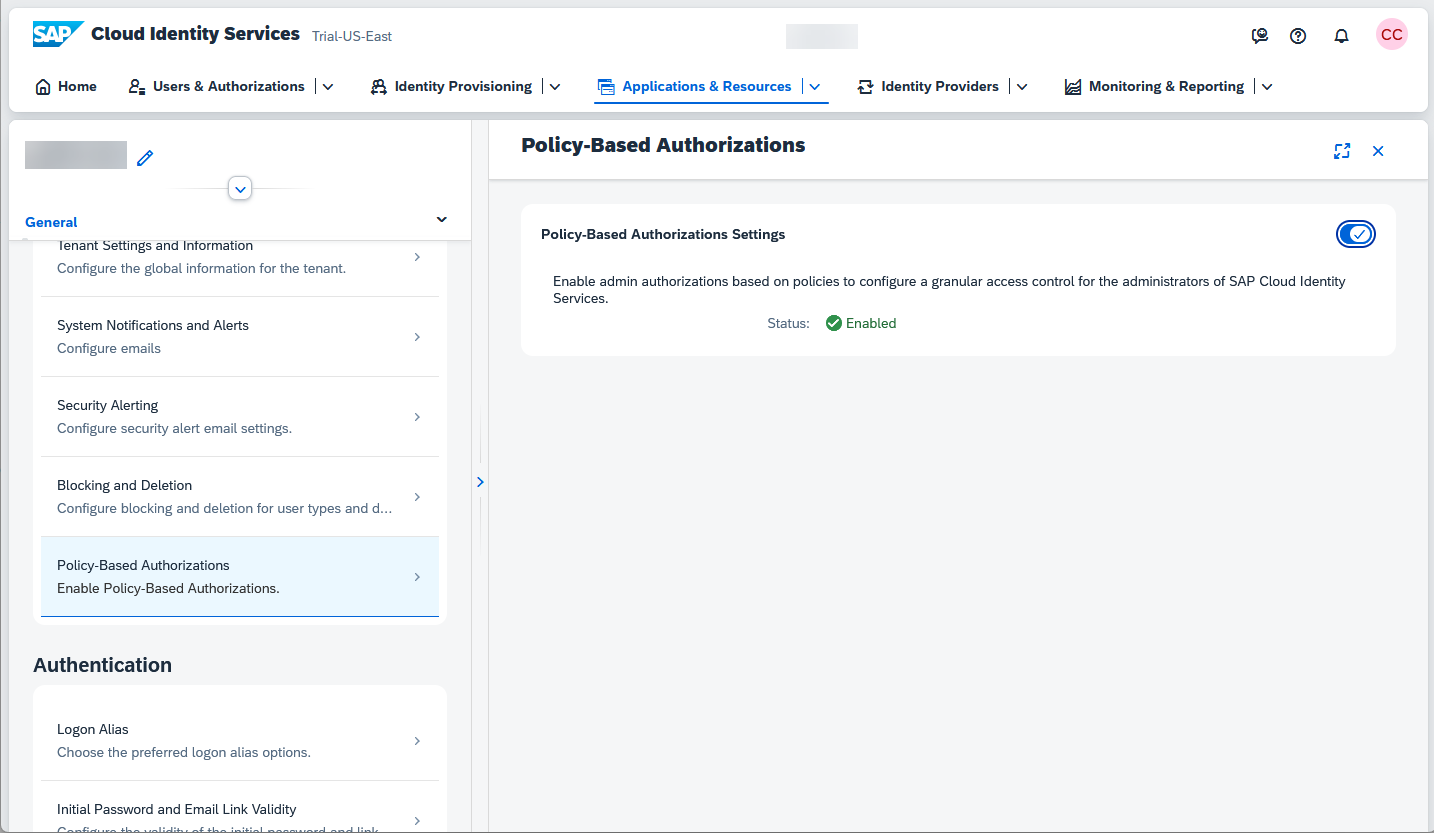 SAP Cloud Identity Services Trial-US-East
CC
Home Users & Authorizations Identity Provisioning Applications & Resources Identity Providers Monitoring & Reporting
General
Tenant Settings and Information
Configure the global information for the tenant.
System Notifications and Alerts
Configure emails
Security Alerting
Configure security alert email settings.
Blocking and Deletion
Configure blocking and deletion for user types and d...
Policy-Based Authorizations
Enable Policy-Based Authorizations.
Authentication
Logon Alias
Choose the preferred logon alias options.
Initial Password and Email Link Validity
Configure the validity of the initial password and link
Policy-Based Authorizations
Policy-Based Authorizations Settings
Enable admin authorizations based on policies to configure a granular access control for the administrators of SAP Cloud Identity
Services.
Status: Enabled